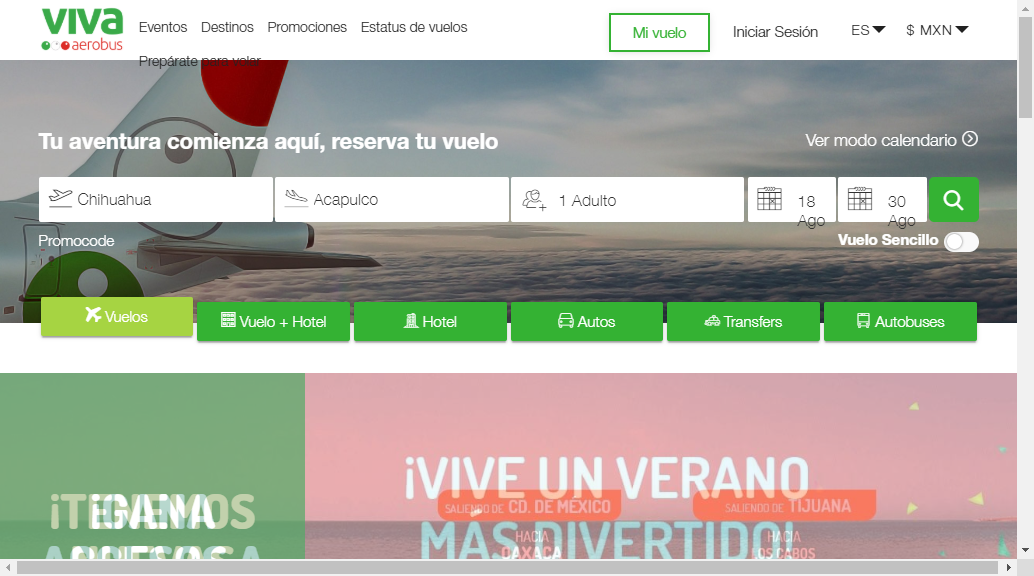 viva
aerobus
Eventos Destinos Promociones Estatus de vuelos
Prepárate para volar
Mi vuelo
Iniciar Sesión
ES
$ MXN
Tu aventura comienza aquí, reserva tu vuelo
Ver modo calendario
Chihuahua
Acapulco
1 Adulto
18
Ago
30
Ago
Promocode
Vuelo Sencillo
Vuelos
Vuelo + Hotel
Hotel
Autos
Transfers
Autobuses
¡TENEMOS
¡GANA
¡VIVE UN VERANO
MÁS DIVERTIDO!
SALIENDO DE CD. DE MÉXICO
SALIENDO DE TIJUANA
HACIA
OAXACA
HACIA
LOS CABOS